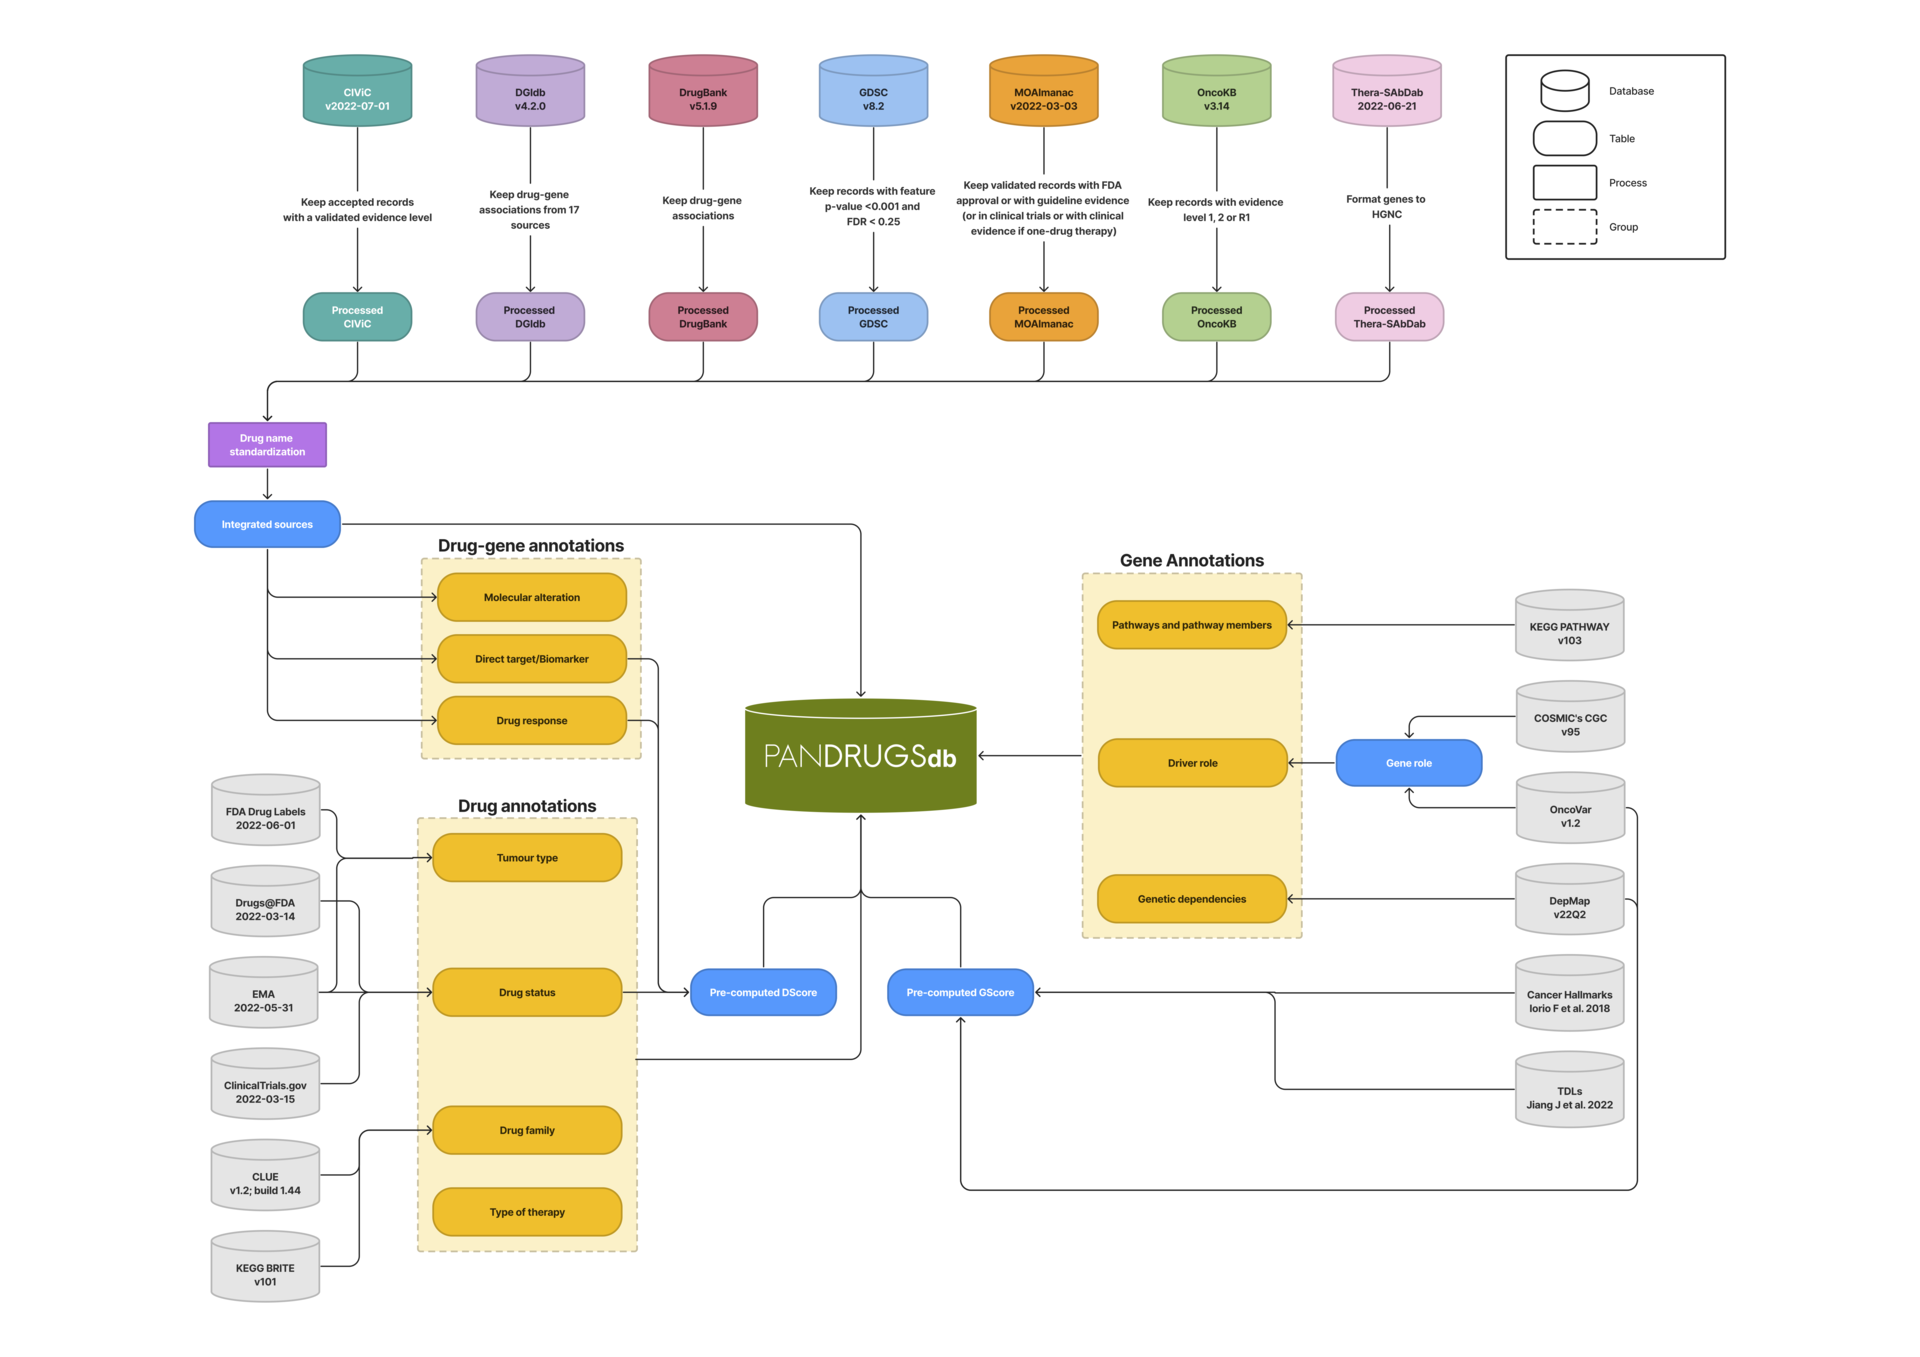 CIViC
v2022-07-01
DGIdb
v4.2.0
DrugBank
v5.1.9
GDSC
v8.2
MOAlmanac
v2022-03-03
OncoKB
v3.14
Thera-SAbDab
2022-06-21
Database
Table
Process
Group
Keep accepted records
with a validated evidence level
Keep drug-gene
associations from 17
sources
Keep drug-gene
associations
Keep records with feature
p-value <0.001 and
FDR < 0.25
Keep validated records with FDA
approval or with guideline evidence
(or in clinical trials or with clinical
evidence if one-drug therapy)
Keep records with evidence
level 1, 2 or R1
Format genes to
HGNC
Processed
CIViC
Processed
DGIdb
Processed
DrugBank
Processed
GDSC
Processed
MOAlmanac
Processed
OncoKB
Processed
Thera-SAbDab
Drug name
standardization
Integrated sources
Drug-gene annotations
Molecular alteration
Direct target/Biomarker
Drug response
Gene Annotations
Pathways and pathway members
Driver role
Genetic dependencies
KEGG PATHWAY
v103
COSMIC's CGC
v95
Gene role
OncoVar
v1.2
DepMap
v22Q2
Cancer Hallmarks
Iorio F et al. 2018
TDLs
Jiang J et al. 2022
PANDRUGSdb
Drug annotations
FDA Drug Labels
2022-06-01
Drugs@FDA
2022-03-14
EMA
2022-05-31
ClinicalTrials.gov
2022-03-15
CLUE
v1.2; build 1.44
KEGG BRITE
v101
Tumour type
Drug status
Drug family
Type of therapy
Pre-computed DScore
Pre-computed GScore